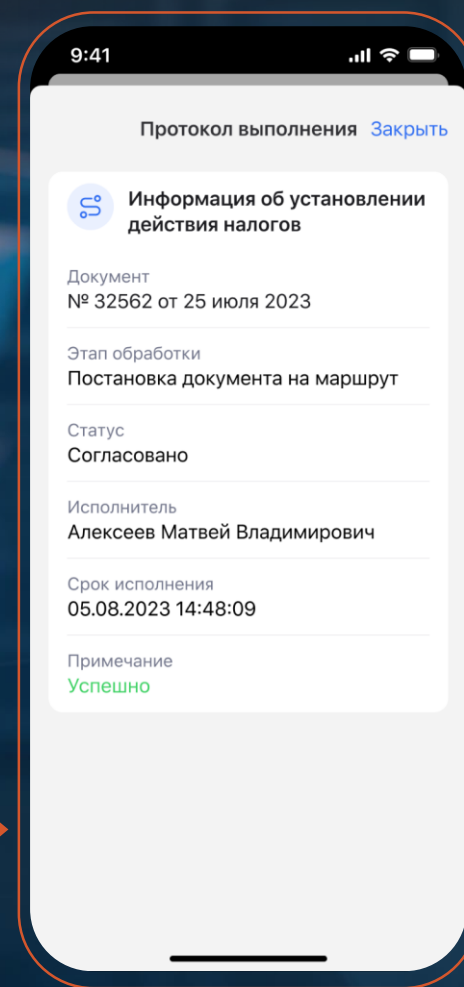 9:41
Протокол выполнения Закрыть
Информация об установлении
действия налогов
Документ
№ 32562 от 25 июля 2023
Этап обработки
Постановка документа на маршрут
Статус
Согласовано
Исполнитель
Алексеев Матвей Владимирович
Срок исполнения
05.08.2023 14:48:09
Примечание
Успешно